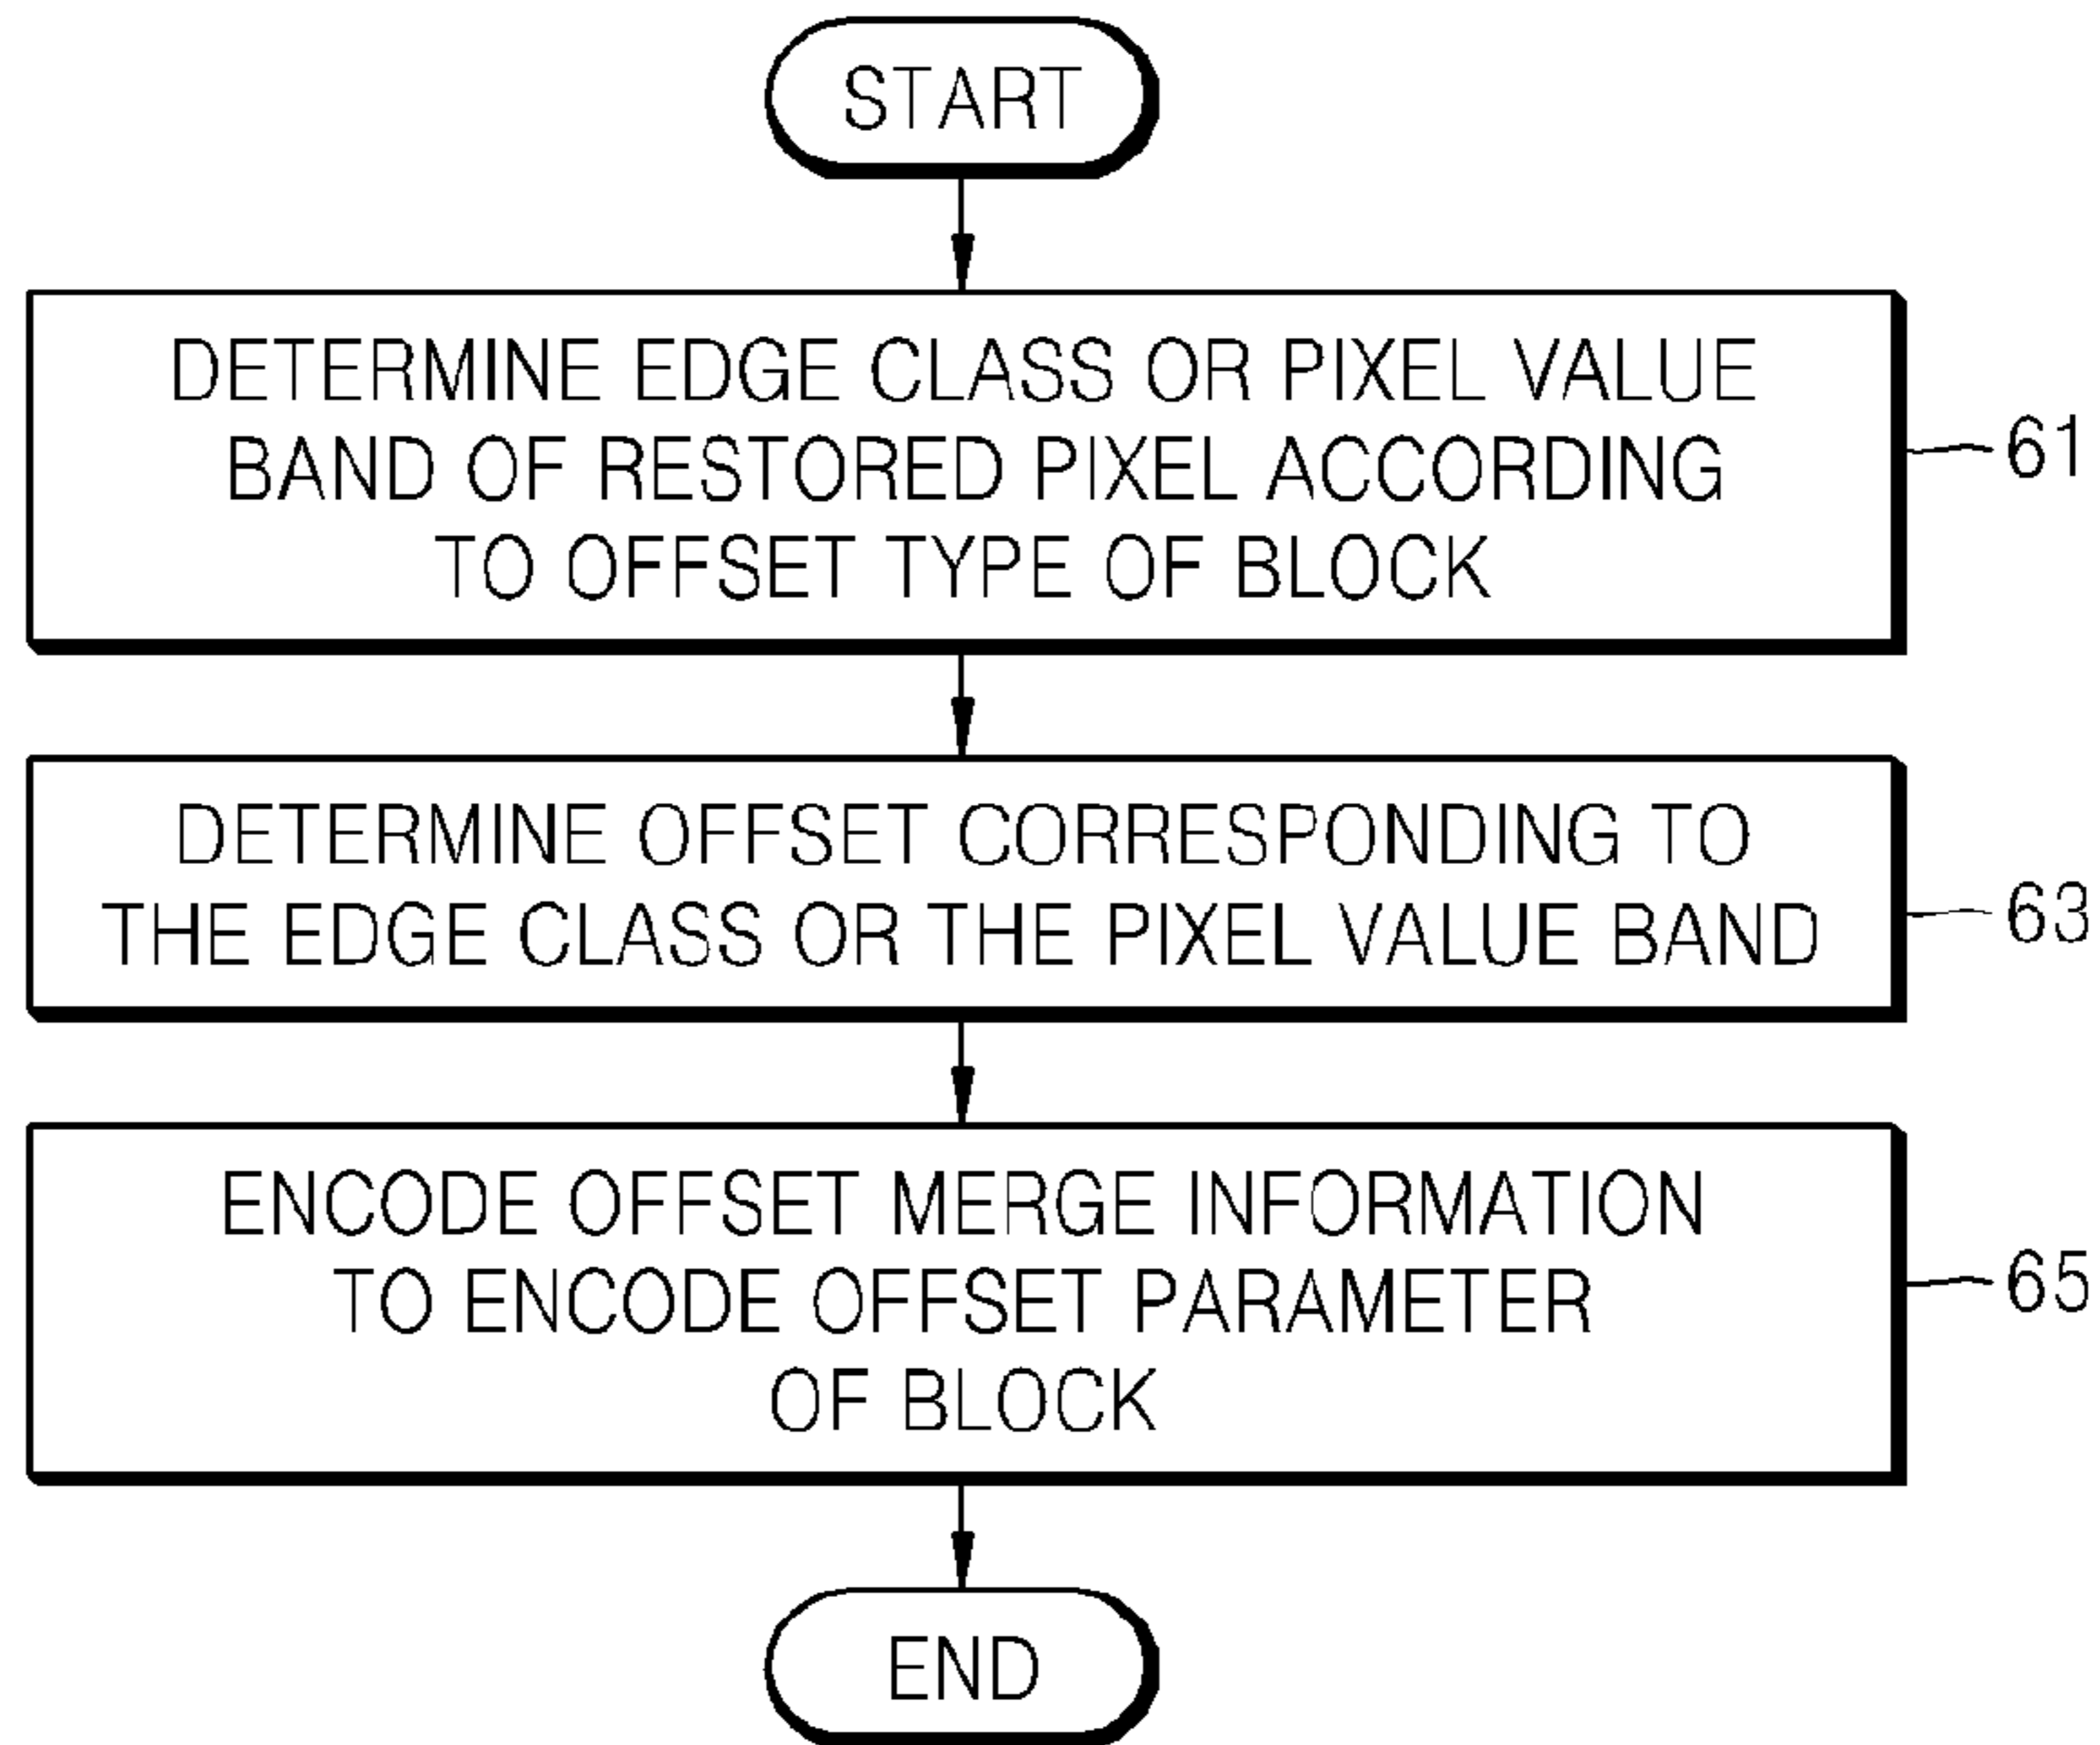 START
DETERMINE EDGE CLASS OR PIXEL VALUE
BAND OF RESTORED PIXEL ACCORDING
TO OFFSET TYPE OF BLOCK
61
DETERMINE OFFSET CORRESPONDING TO
THE EDGE CLASS OR THE PIXEL VALUE BAND
63
ENCODE OFFSET MERGE INFORMATION
TO ENCODE OFFSET PARAMETER
OF BLOCK
65
END